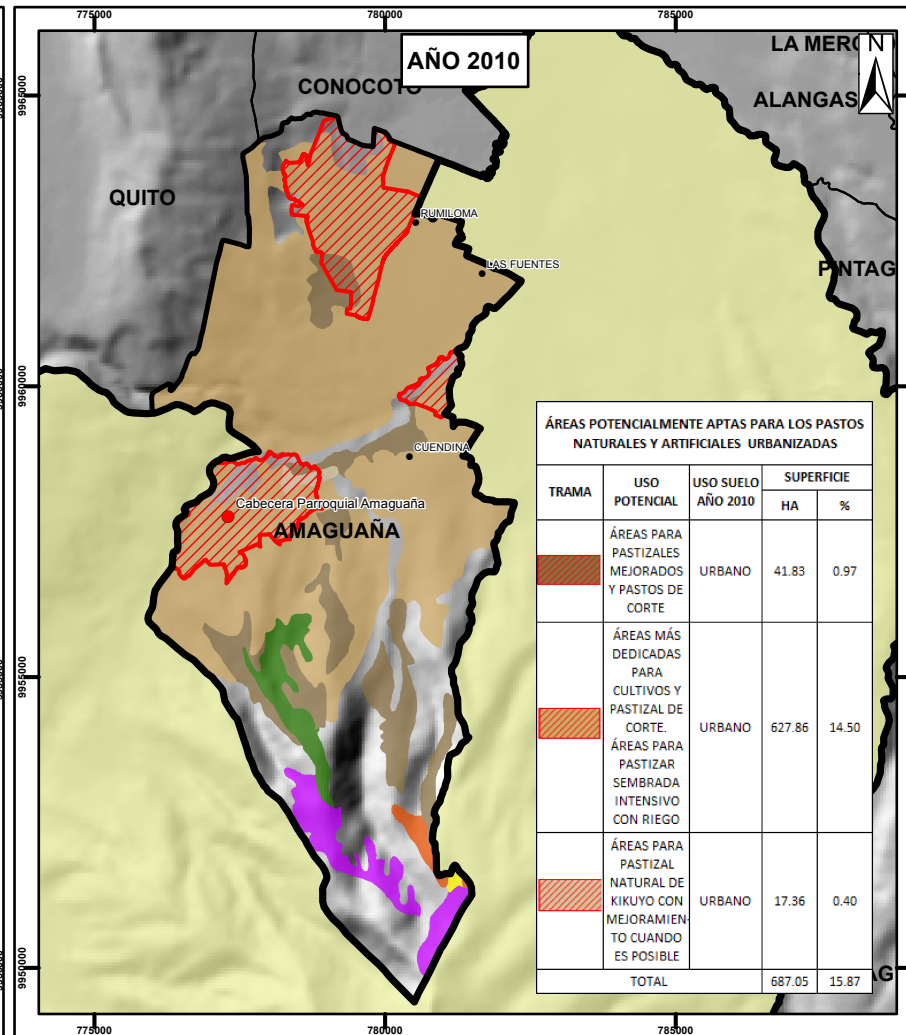 775000 780000 785000
AÑO 2010
N
LA MERC
CONOCOTO
ALANGAS
QUITO
RUMILOMA
PINTAG
LAS FUENTES
9960000
9960000
CUENDINA
Cabecera Parroquial Amaguaña
AMAGUAÑA
ÁREAS POTENCIALMENTE APTAS PARA LOS PASTOS
NATURALES Y ARTIFICIALES URBANIZADAS
TRAMA
USO
POTENCIAL
USO SUELO
AÑO 2010
SUPERFICIE
HA %
ÁREAS PARA
PASTIZALES
MEJORADOS
Y PASTOS DE
CORTE
URBANO 41.83 0.97
ÁREAS MÁS
DEDICADAS
PARA
CULTIVOS Y
PASTIZAL DE
CORTE.
ÁREAS PARA
PASTIZAR
SEMBRADA
INTENSIVO
CON RIEGO
URBANO 627.86 14.50
ÁREAS PARA
PASTIZAL
NATURAL DE
KIKUYO CON
MEJORAMIEN-
TO CUANDO
ES POSIBLE
URBANO 17.36 0.40
TOTAL 687.05 15.87
AG
9950000
775000 780000 785000